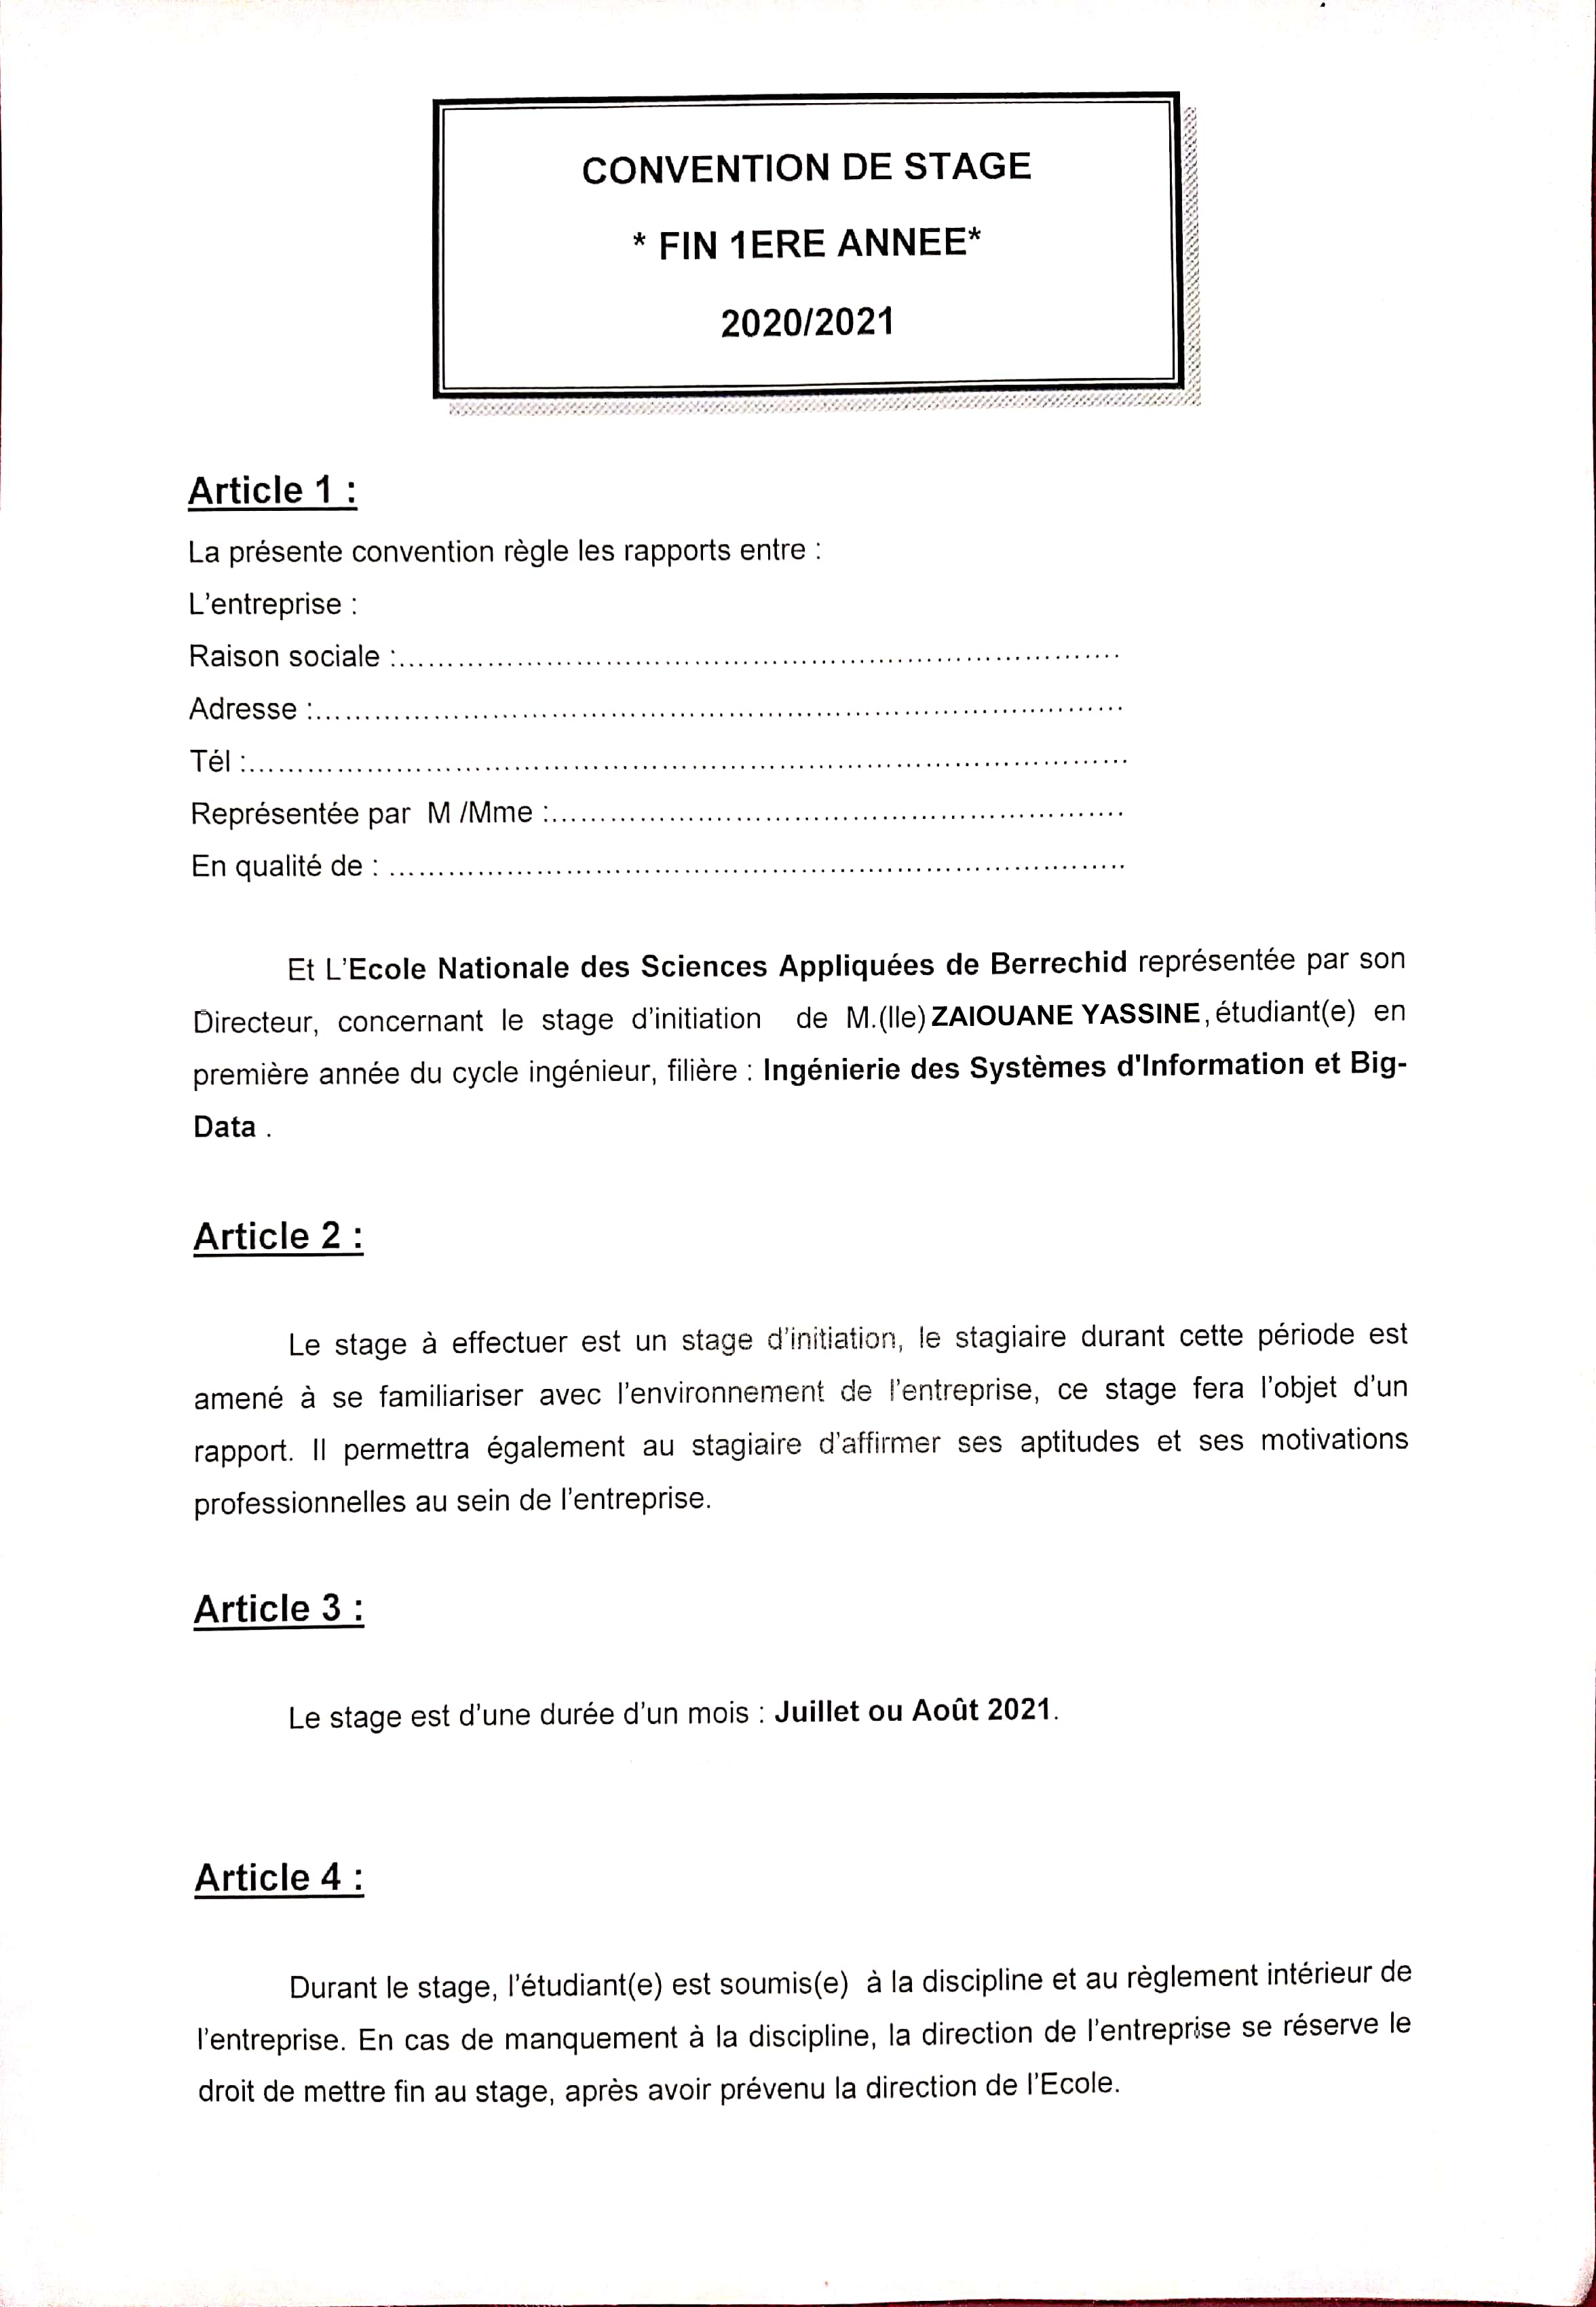 CONVENTION DE STAGE
* FIN 1ERE ANNEE*
2020/2021
Article 1 :
La présente convention règle les rapports entre :
L'entreprise :
Raison sociale :..............................................................................
Adresse :.......................................................................................
Tél :...............................................................................................
Représentée par M /Mme :..............................................................
En qualité de : ................................................................................
Et L'Ecole Nationale des Sciences Appliquées de Berrechid représentée par son
Directeur, concernant le stage d'initiation de M.(lle) ZAIOUANE YASSINE, étudiant(e) en
première année du cycle ingénieur, filière : Ingénierie des Systèmes d'Information et Big-
Data .
Article 2 :
Le stage à effectuer est un stage d'initiation, le stagiaire durant cette période est
amené à se familiariser avec l'environnement de l'entreprise, ce stage fera l'objet d'un
rapport. Il permettra également au stagiaire d'affirmer ses aptitudes et ses motivations
professionnelles au sein de l'entreprise.
Article 3 :
Le stage est d'une durée d'un mois : Juillet ou Août 2021.
Article 4 :
Durant le stage, l'étudiant(e) est soumis(e) à la discipline et au règlement intérieur de
l'entreprise. En cas de manquement à la discipline, la direction de l'entreprise se réserve le
droit de mettre fin au stage, après avoir prévenu la direction de l'Ecole.